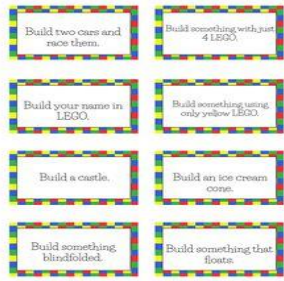 Build two cars and
race them.
Build something with just
4 LEGO.
Build your name in
LEGO.
Build something using
only yellow LEGO.
Build a castle.
Build an ice cream
cone.
Build something
blindfolded.
Build something that
floats.